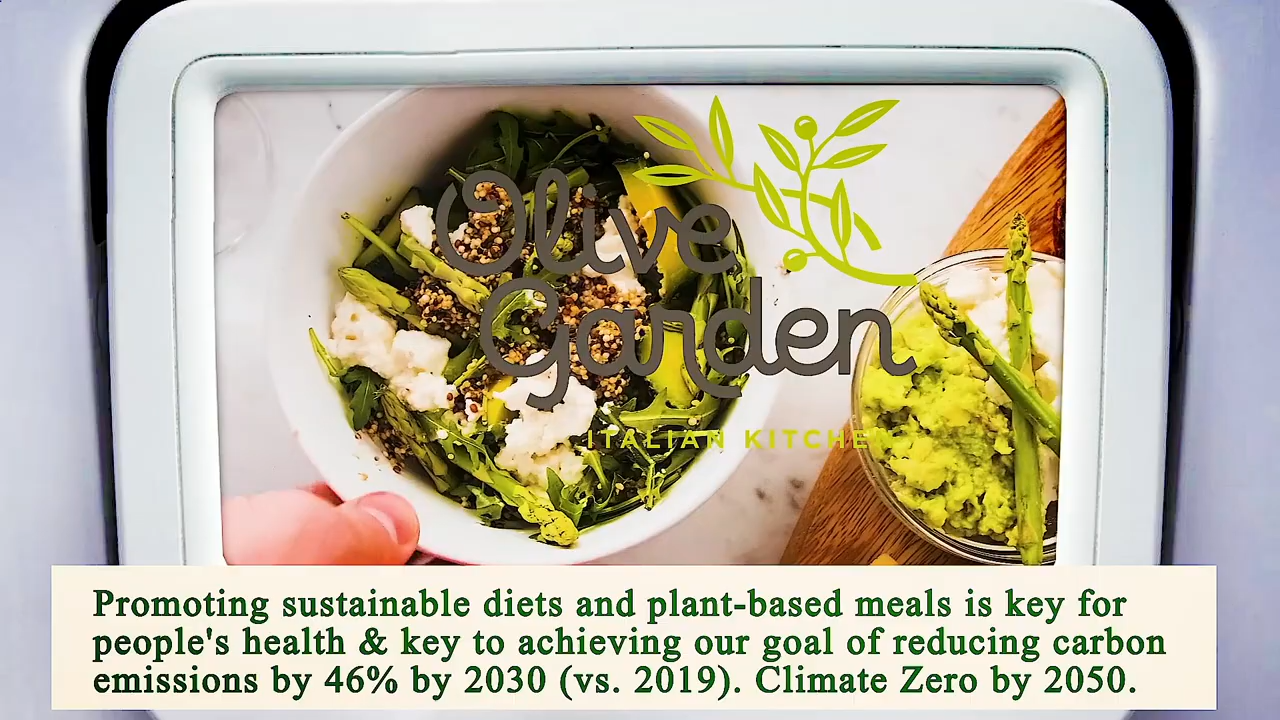 Olive
Garden
ITALIAN KITCHEN
Promoting sustainable diets and plant-based meals is key for
people's health & key to achieving our goal of reducing carbon
emissions by 46% by 2030 (vs. 2019). Climate Zero by 2050.